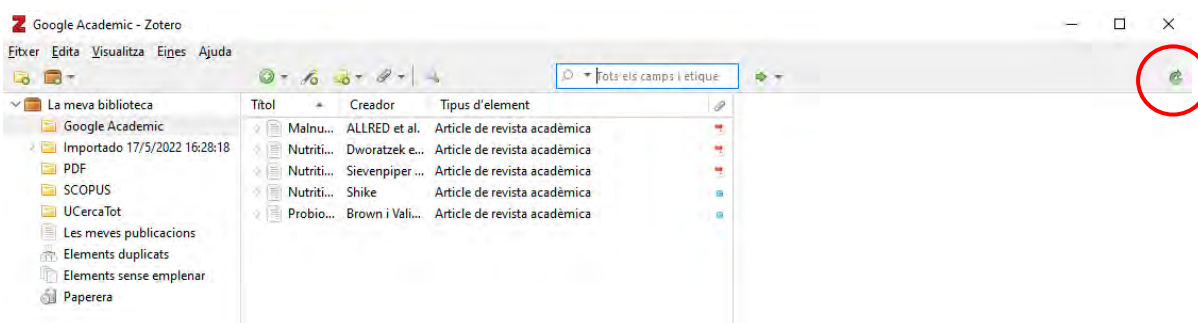 Google Academic - Zotero
Fitxer Edita Visualitza Eines Ajuda
Tots els camps i etique
La meva biblioteca
Google Academic
Importado 17/5/2022 16:28:18
PDF
SCOPUS
UCercaTot
Les meves publicacions
Elements duplicats
Elements sense emplenar
Paperera
Títol Creador Tipus d'element
Malnu... ALLRED et al. Article de revista acadèmica
Nutriti... Dworatzek e... Article de revista acadèmica
Nutriti... Sievenpiper ... Article de revista acadèmica
Nutriti... Shike Article de revista acadèmica
Probio... Brown i Vali... Article de revista acadèmica